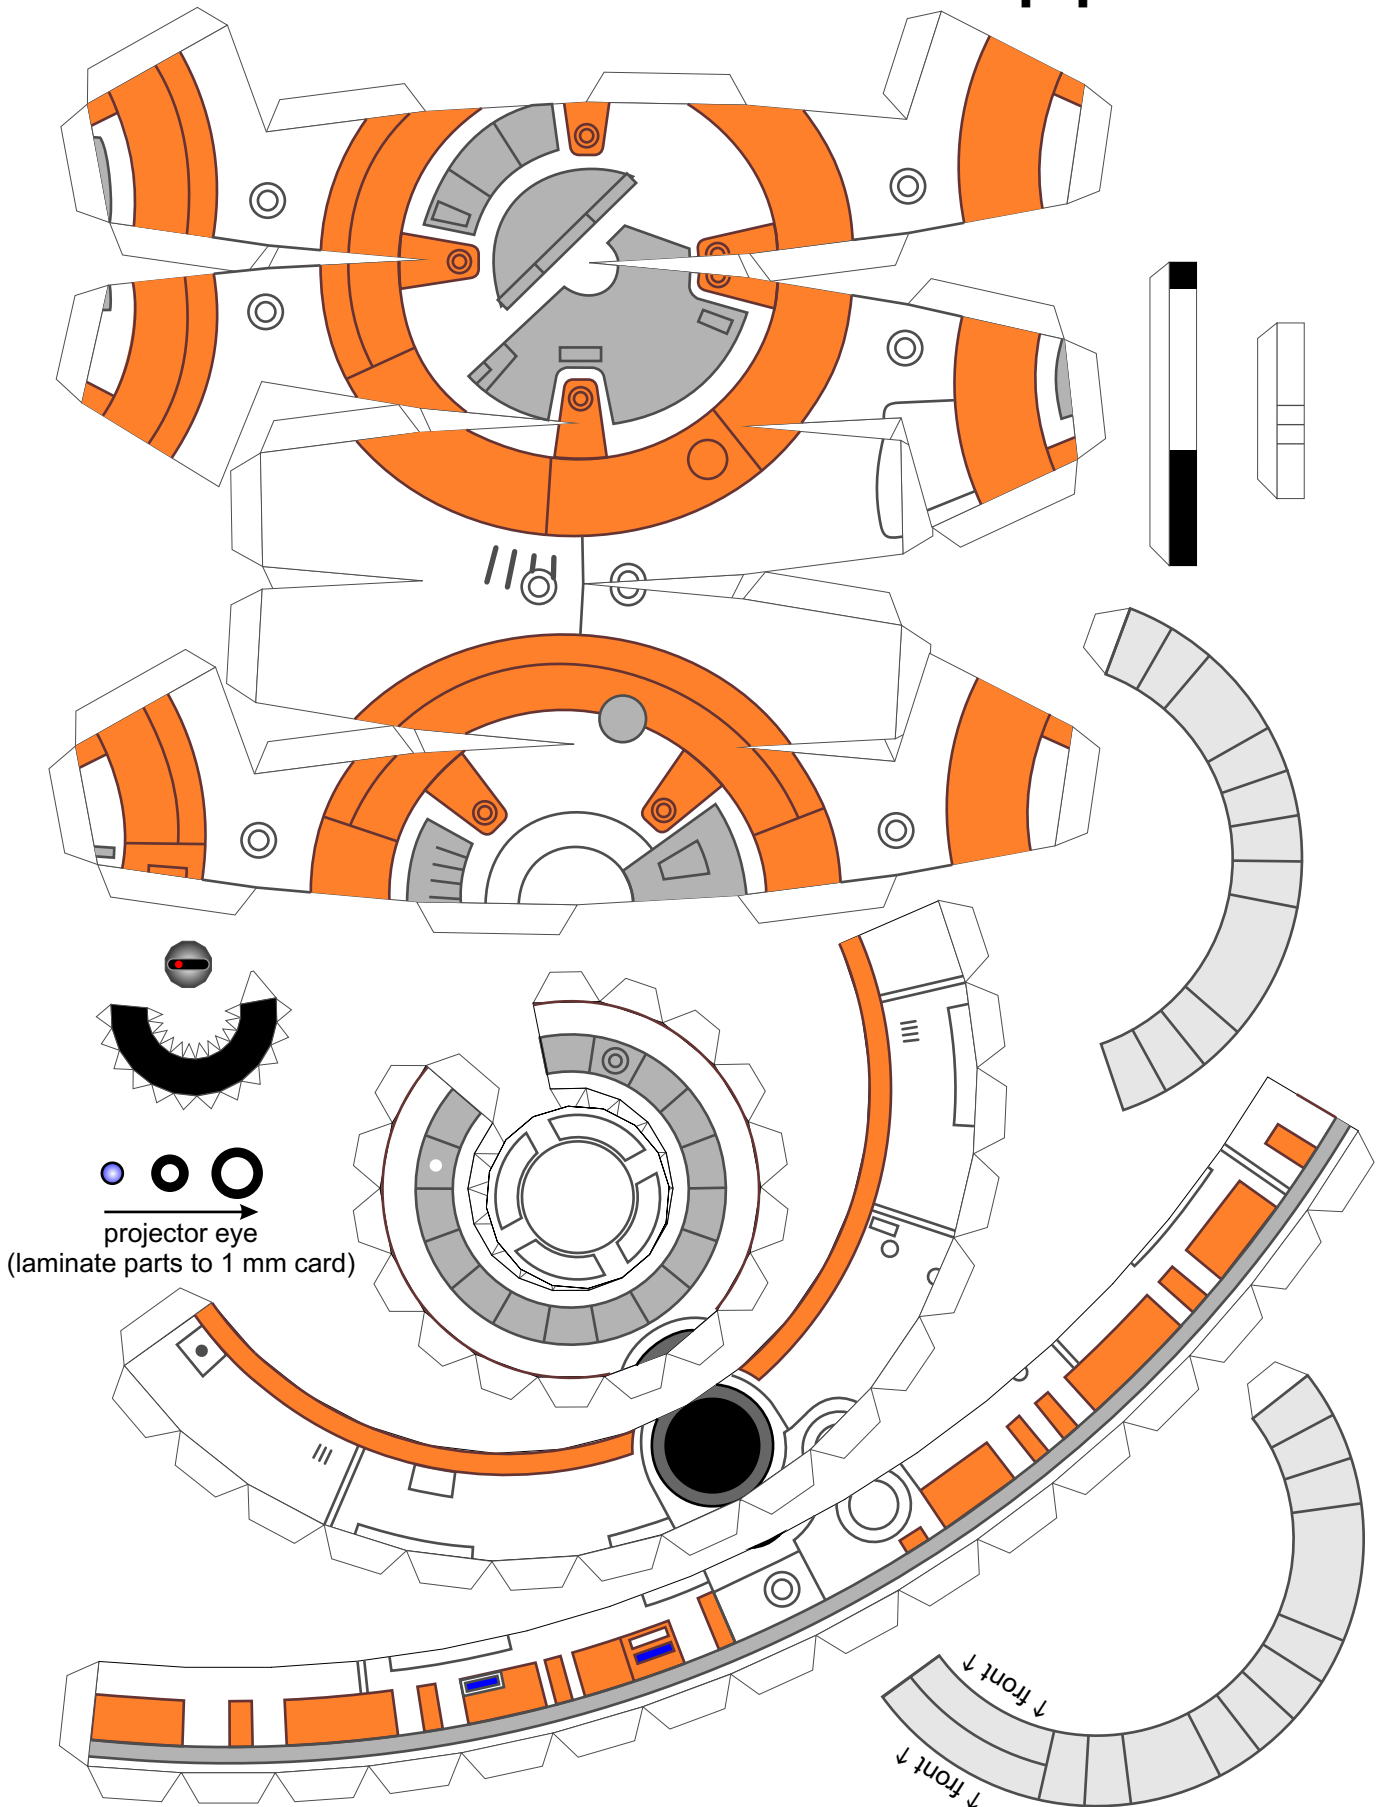 projector eye
(laminate parts to 1 mm card)
↑ front ↑
↑ front ↑